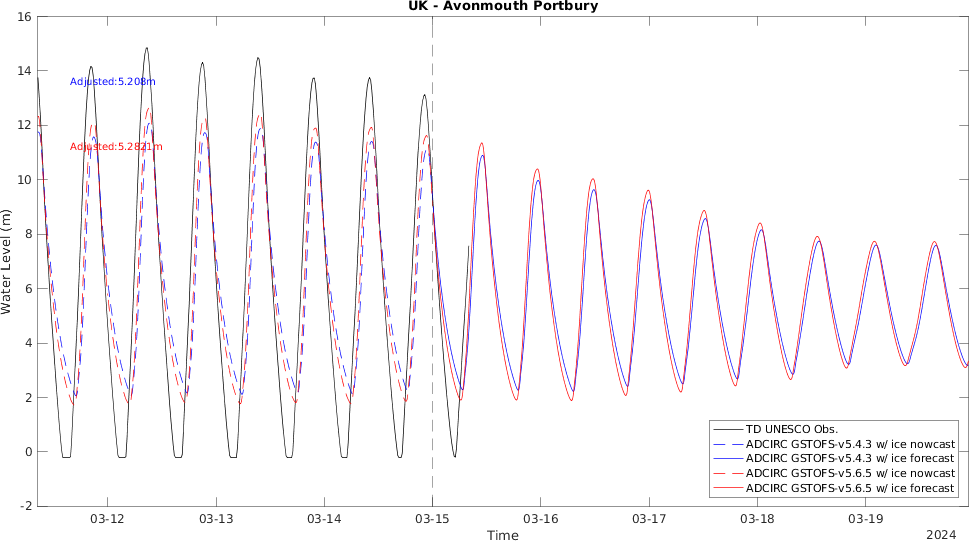 UK - Avonmouth Portbury
16
14
12
10
8
6
4
2
0
-2
Water Level (m)
Adjusted:5.208m
Adjusted:5.2821m
TD UNESCO Obs.
ADCIRC GSTOFS-v5.4.3 w/ ice nowcast
ADCIRC GSTOFS-v5.4.3 w/ ice forecast
ADCIRC GSTOFS-v5.6.5 w/ ice nowcast
ADCIRC GSTOFS-v5.6.5 w/ ice forecast
03-12 03-13 03-14 03-15 03-16 03-17 03-18 03-19
Time
2024